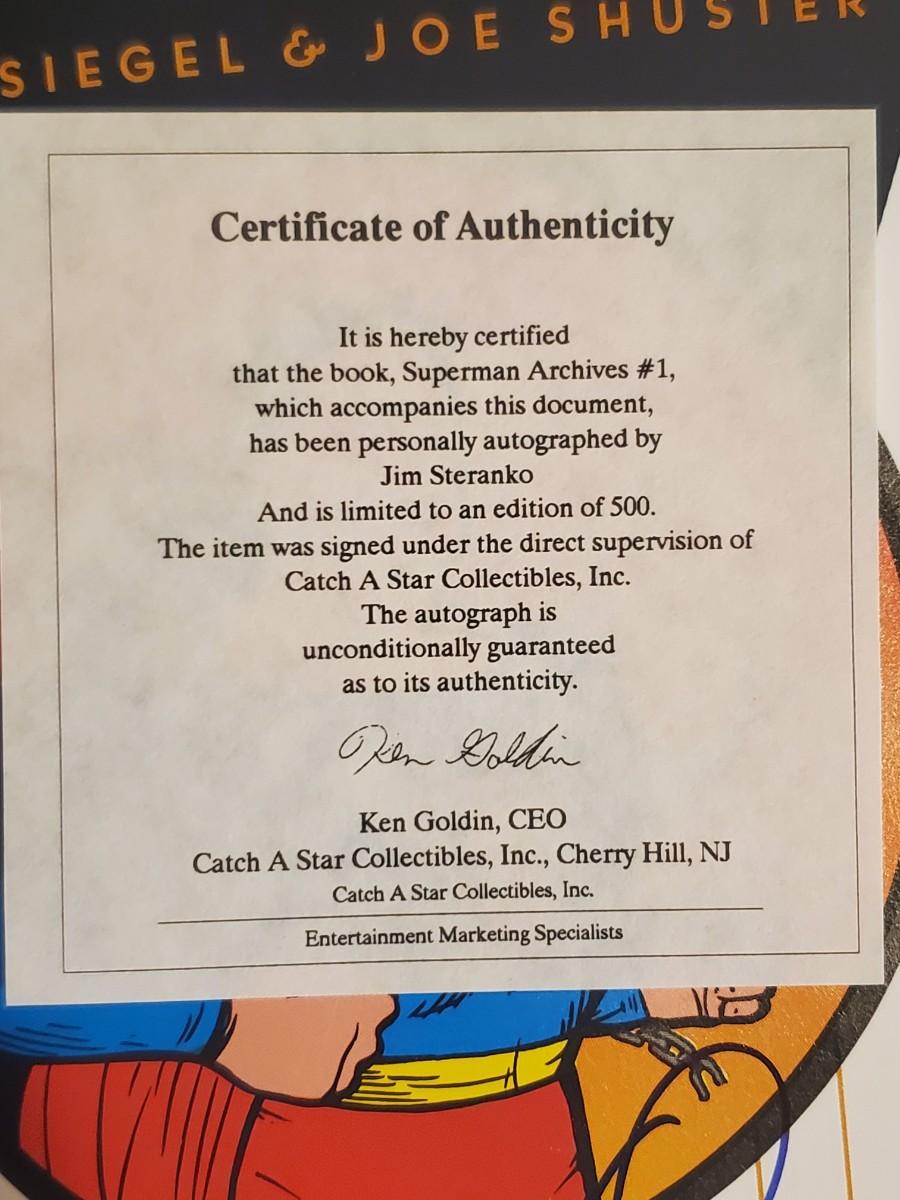 SIEGEL & JOE SHUSTER
Certificate of Authenticity
It is hereby certified
that the book, Superman Archives #1,
which accompanies this document,
has been personally autographed by
Jim Steranko
And is limited to an edition of 500.
The item was signed under the direct supervision of
Catch A Star Collectibles, Inc.
The autograph is
unconditionally guaranteed
as to its authenticity.
Ken Goldin
Ken Goldin, CEO
Catch A Star Collectibles, Inc., Cherry Hill, NJ
Catch A Star Collectibles, Inc.
Entertainment Marketing Specialists